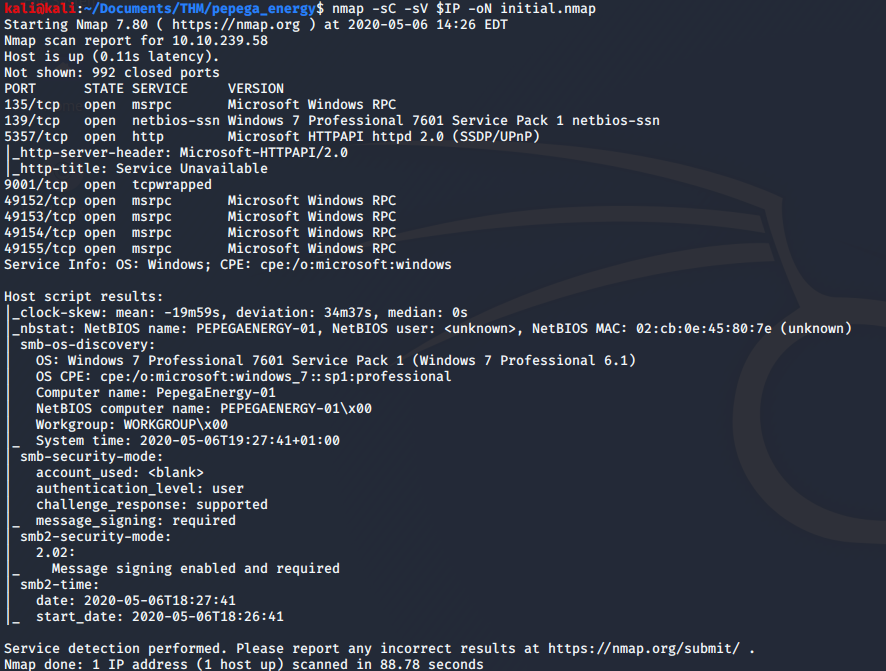 kali@kali:~/Documents/THM/pepega_energy$ nmap -sC -sV $IP -oN initial.nmap
Starting Nmap 7.80 ( https://nmap.org ) at 2020-05-06 14:26 EDT
Nmap scan report for 10.10.239.58
Host is up (0.11s latency).
Not shown: 992 closed ports
PORT      STATE SERVICE     VERSION
135/tcp   open  msrpc       Microsoft Windows RPC
139/tcp   open  netbios-ssn Windows 7 Professional 7601 Service Pack 1 netbios-ssn
5357/tcp  open  http        Microsoft HTTPAPI httpd 2.0 (SSDP/UPnP)
|_http-server-header: Microsoft-HTTPAPI/2.0
|_http-title: Service Unavailable
9001/tcp  open  tcpwrapped
49152/tcp open  msrpc       Microsoft Windows RPC
49153/tcp open  msrpc       Microsoft Windows RPC
49154/tcp open  msrpc       Microsoft Windows RPC
49155/tcp open  msrpc       Microsoft Windows RPC
Service Info: OS: Windows; CPE: cpe:/o:microsoft:windows

Host script results:
|_clock-skew: mean: -19m59s, deviation: 34m37s, median: 0s
|_nbstat: NetBIOS name: PEPEGAENERGY-01, NetBIOS user: <unknown>, NetBIOS MAC: 02:cb:0e:45:80:7e (unknown)
| smb-os-discovery:
|   OS: Windows 7 Professional 7601 Service Pack 1 (Windows 7 Professional 6.1)
|   OS CPE: cpe:/o:microsoft:windows_7::sp1:professional
|   Computer name: PepegaEnergy-01
|   NetBIOS computer name: PEPEGAENERGY-01\x00
|   Workgroup: WORKGROUP\x00
|_  System time: 2020-05-06T19:27:41+01:00
| smb-security-mode:
|   account_used: <blank>
|   authentication_level: user
|   challenge_response: supported
|_  message_signing: required
| smb2-security-mode:
|   2.02:
|_    Message signing enabled and required
| smb2-time:
|   date: 2020-05-06T18:27:41
|_  start_date: 2020-05-06T18:26:41

Service detection performed. Please report any incorrect results at https://nmap.org/submit/ .
Nmap done: 1 IP address (1 host up) scanned in 88.78 seconds